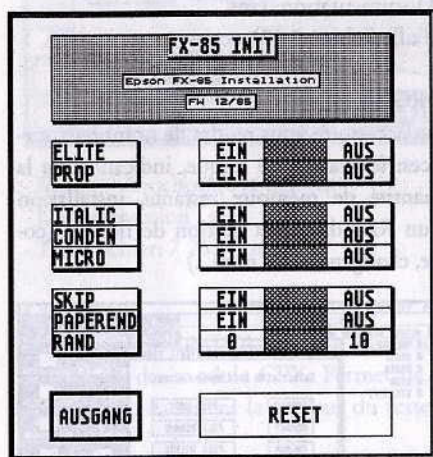 FX-85 INIT
Epson FX-85 Installation
FW 12/85
ELITE EIN AUS
PROP EIN AUS
ITALIC EIN AUS
CONDEN EIN AUS
MICRO EIN AUS
SKIP EIN AUS
PAPEREND EIN AUS
RAND 0 10
AUSGANG RESET